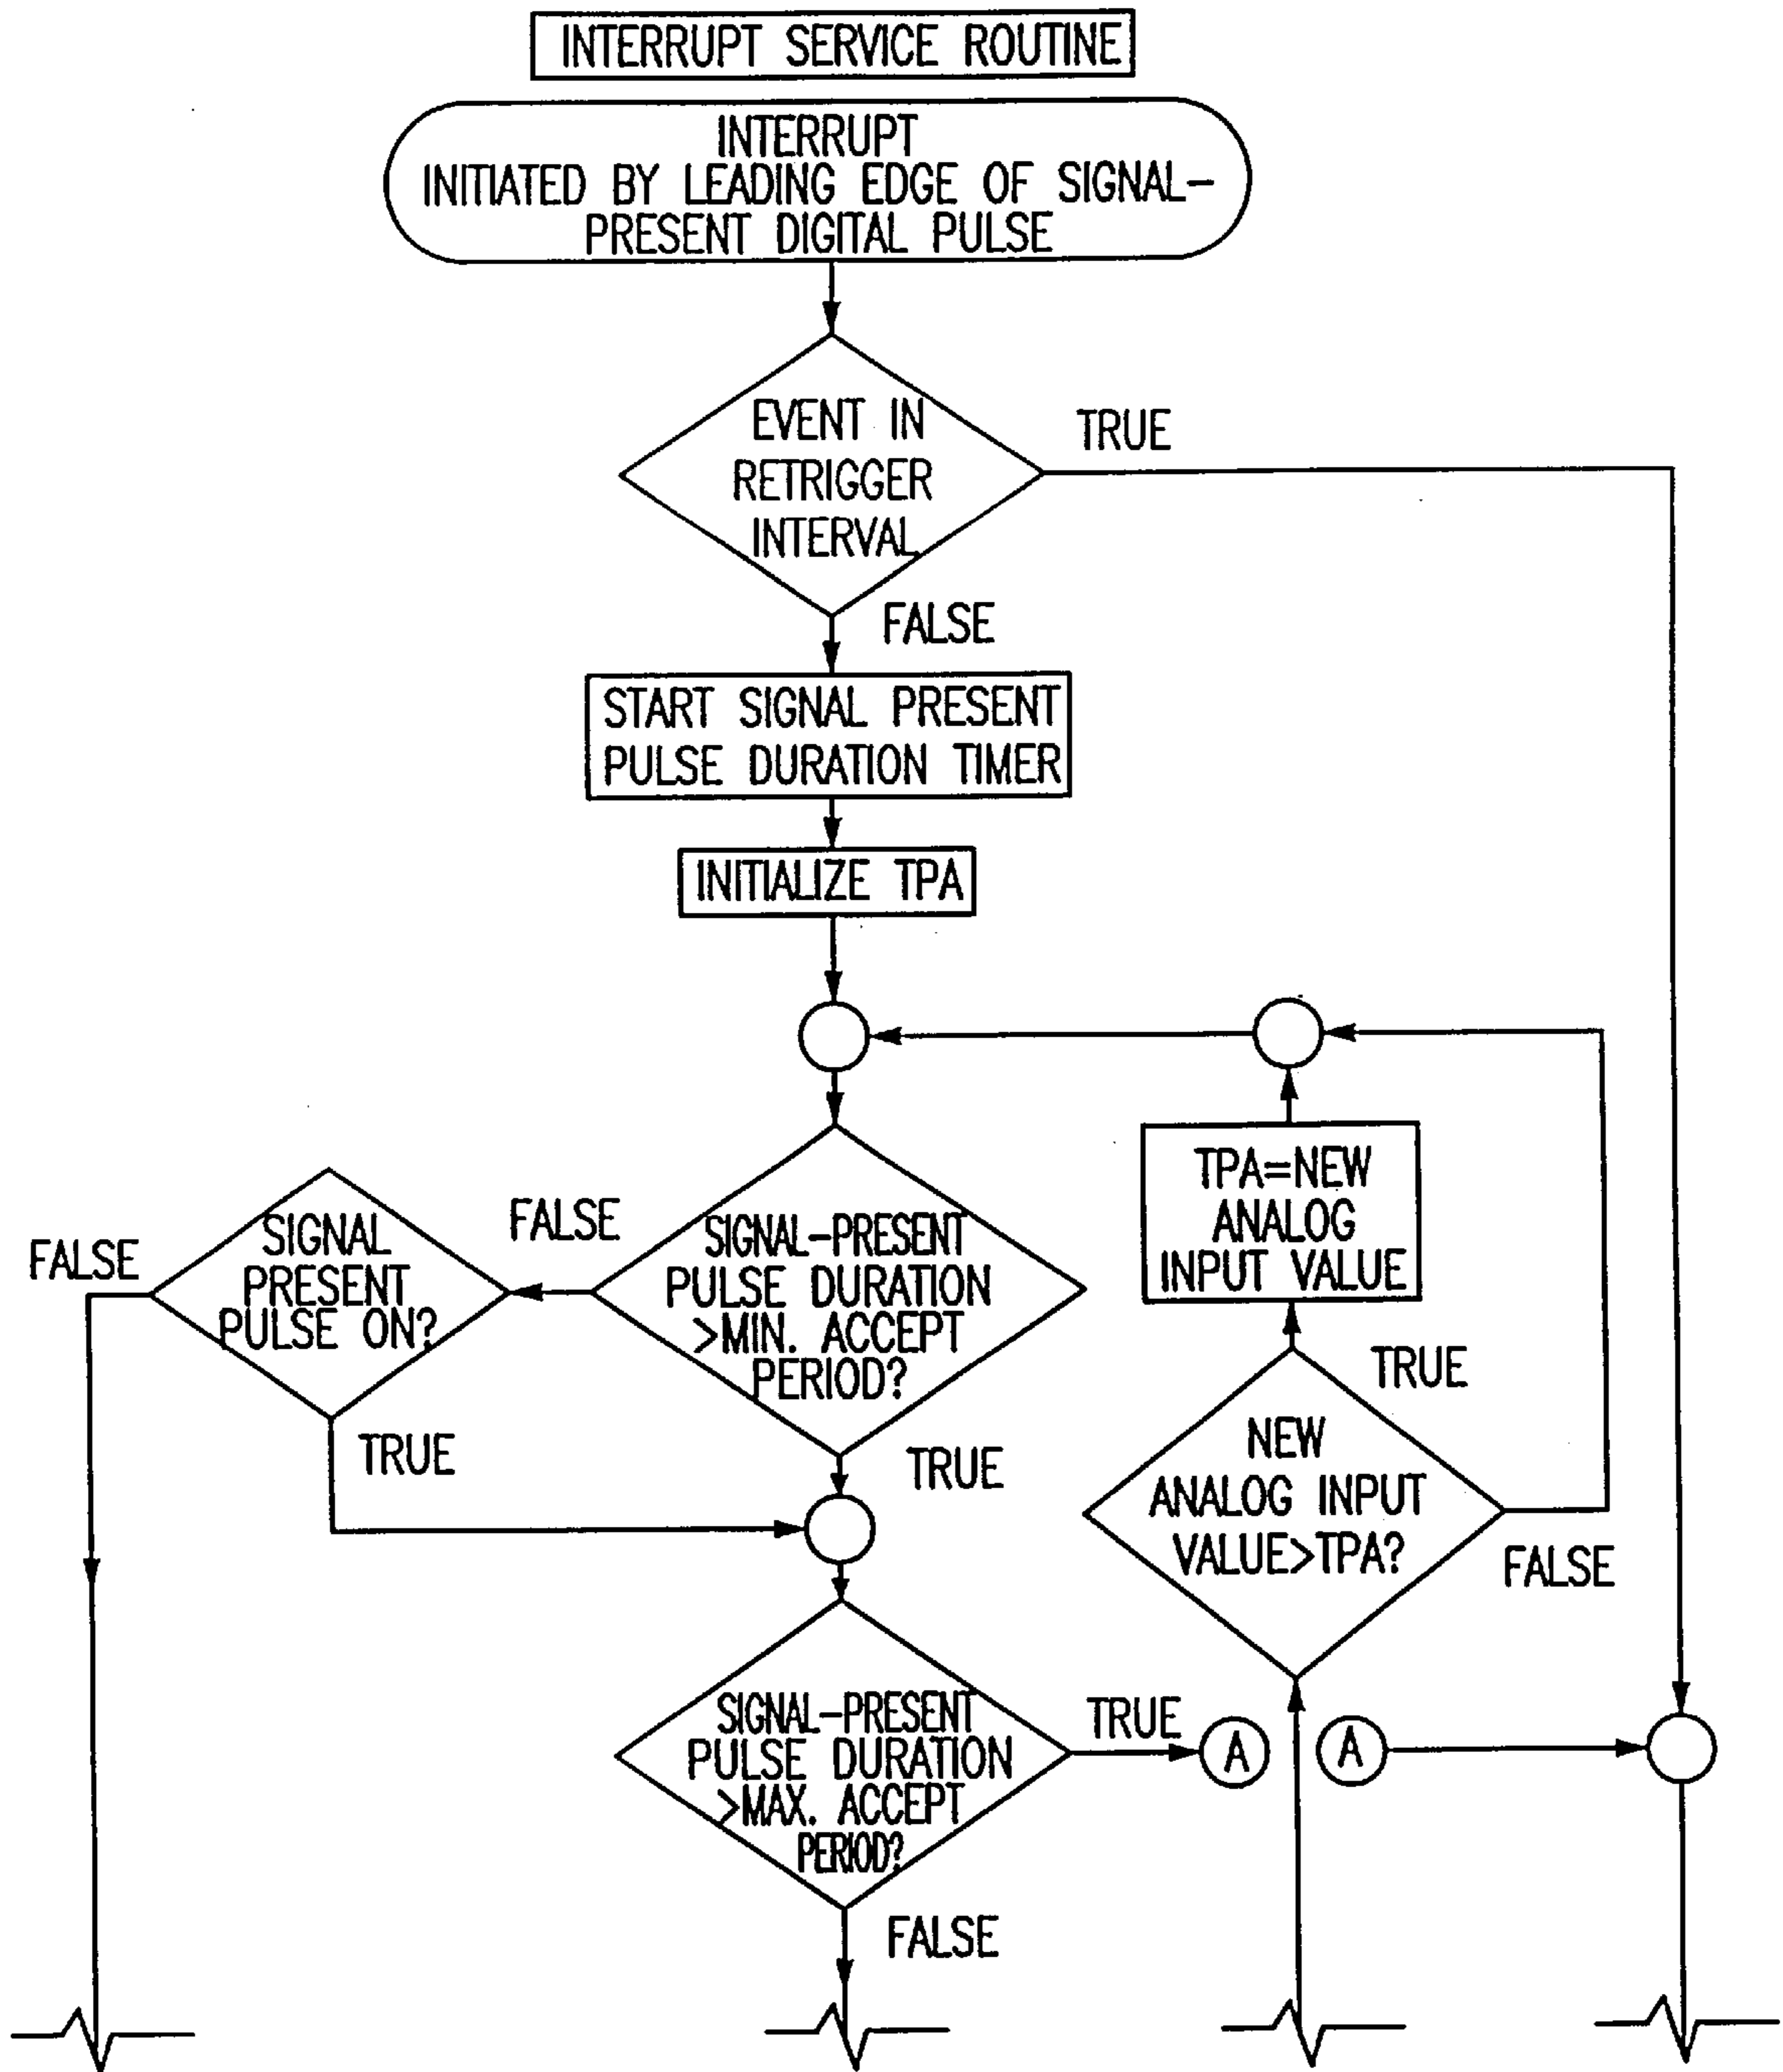 INTERRUPT SERVICE ROUTINE
INTERRUPT
INITIATED BY LEADING EDGE OF SIGNAL-
PRESENT DIGITAL PULSE
EVENT IN
RETRIGGER
INTERVAL
TRUE
FALSE
START SIGNAL PRESENT
PULSE DURATION TIMER
INITIALIZE TPA
TPA=NEW
ANALOG
INPUT VALUE
FALSE
SIGNAL
PRESENT
PULSE ON?
FALSE
SIGNAL-PRESENT
PULSE DURATION
>MIN. ACCEPT
PERIOD?
TRUE
TRUE
TRUE
NEW
ANALOG INPUT
VALUE>TPA?
FALSE
SIGNAL-PRESENT
PULSE DURATION
>MAX. ACCEPT
PERIOD?
TRUE
A
A
FALSE